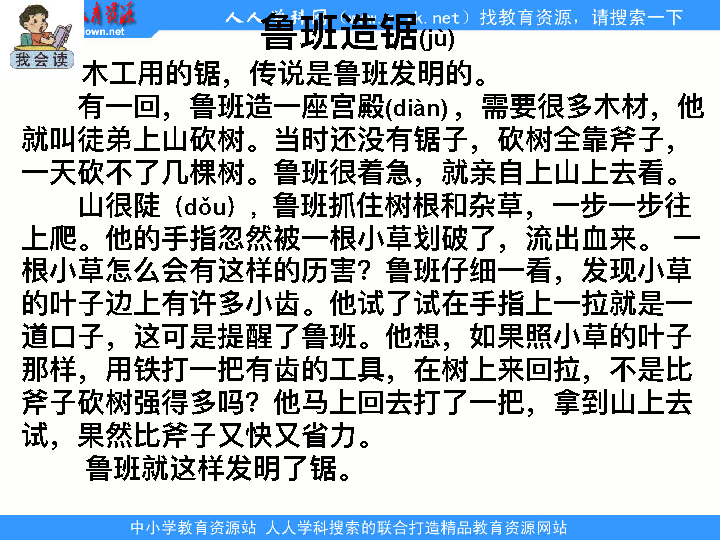 人人学科网（www.      k.net）找教育资源，请搜索一下
我会读
鲁班造锯(jù)
木工用的锯，传说是鲁班发明的。
有一回，鲁班造一座宫殿(diàn)，需要很多木材，他
就叫徒弟上山砍树。当时还没有锯子，砍树全靠斧子，
一天砍不了几棵树。鲁班很着急，就亲自上山上去看。
山很陡（dǒu），鲁班抓住树根和杂草，一步一步往
上爬。他的手指忽然被一根小草划破了，流出血来。 一
根小草怎么会有这样的历害？鲁班仔细一看，发现小草
的叶子边上有许多小齿。他试了试在手指上一拉就是一
道口子，这可是提醒了鲁班。他想，如果照小草的叶子
那样，用铁打一把有齿的工具，在树上来回拉，不是比
斧子砍树强得多吗？他马上回去打了一把，拿到山上去
试，果然比斧子又快又省力。
鲁班就这样发明了锯。
中小学教育资源站 人人学科搜索的联合打造精品教育资源网站